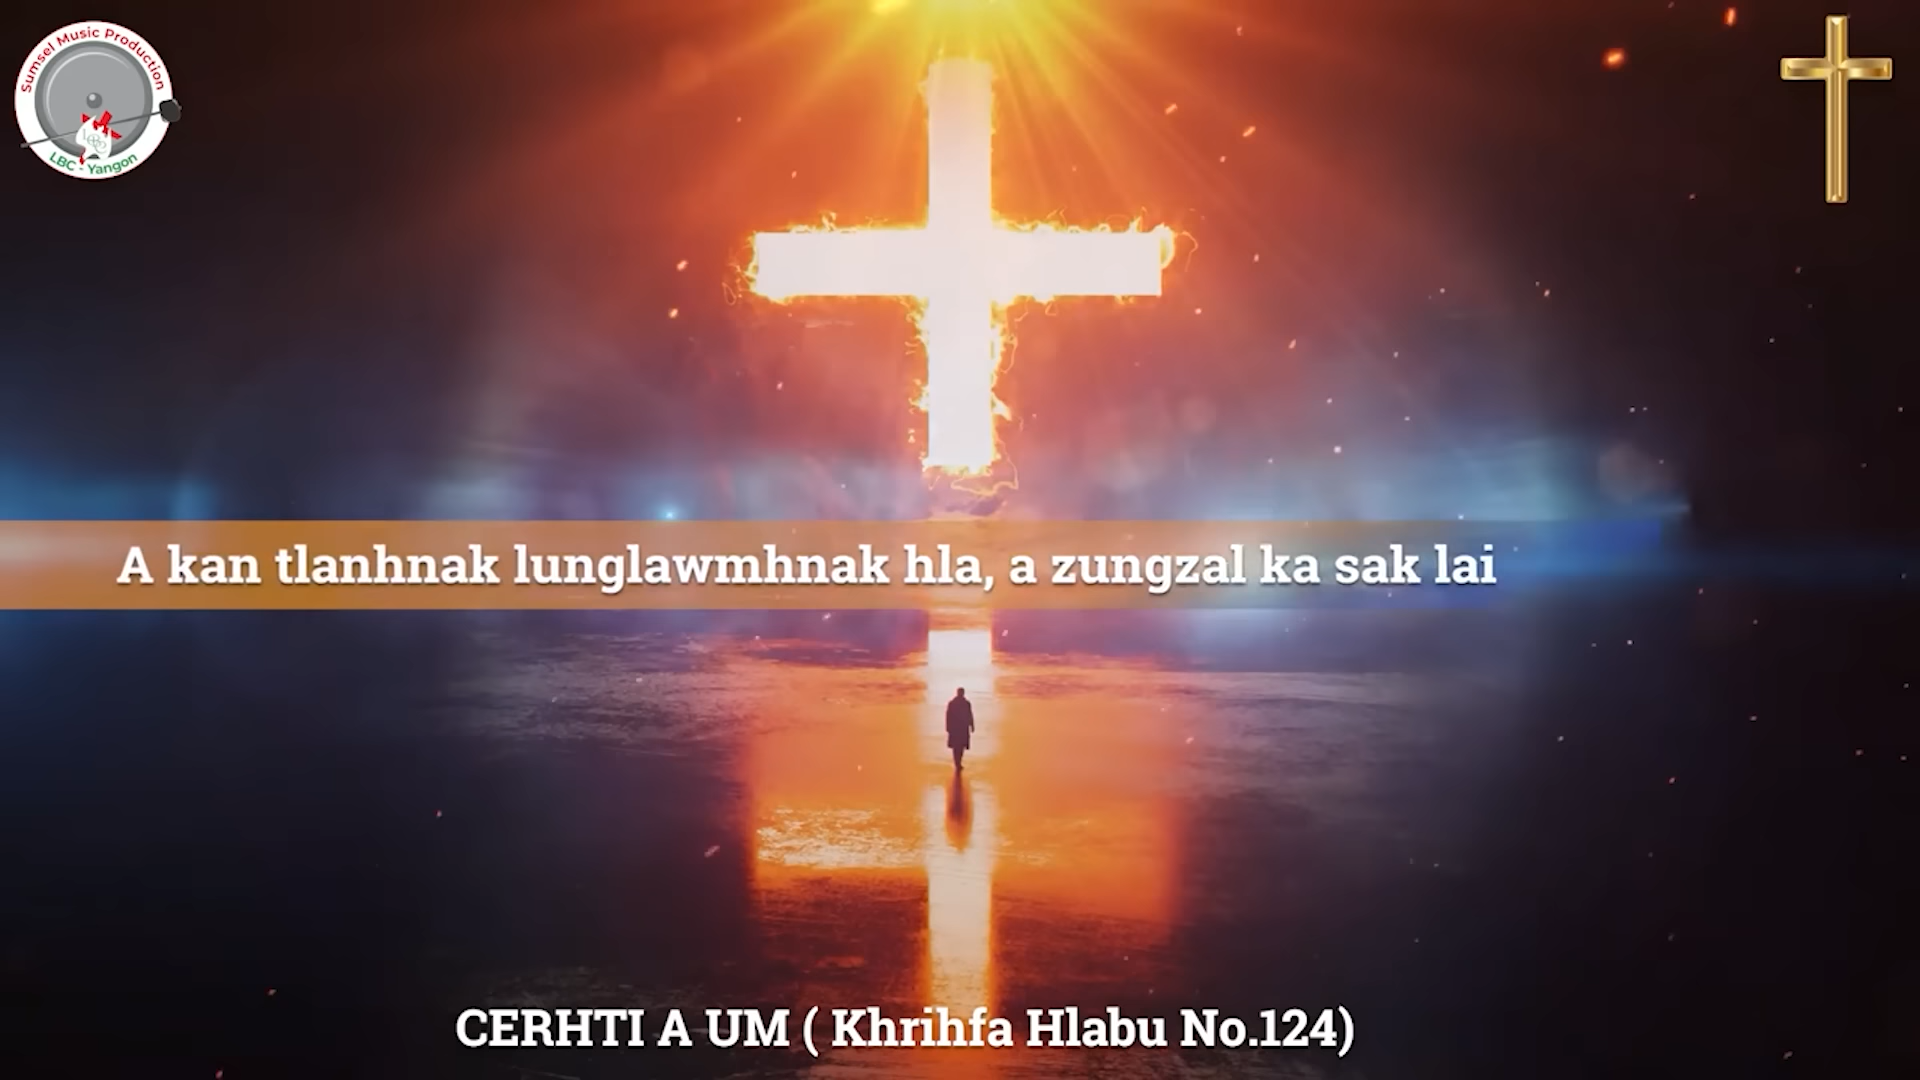 Sumsel Music Production
LBC - Yangon
A kan tlanhnak lunglawmhnak hla, a zungzal ka sak lai
CERHTI A UM ( Khrihfa Hlabu No.124)